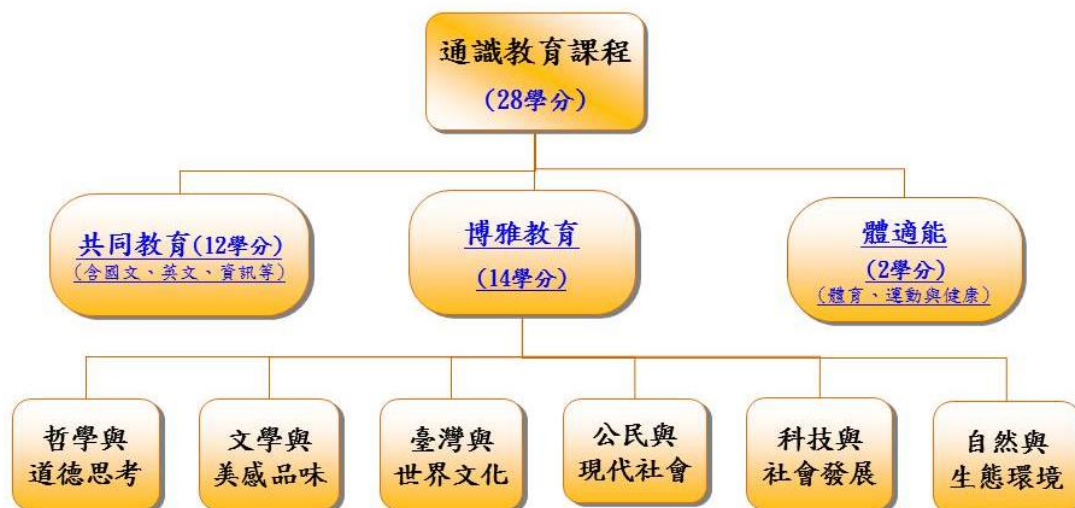 通識教育課程
(28學分)
共同教育(12學分)
(含國文、英文、資訊等)
博雅教育
(14學分)
體適能
(2學分)
(體育、運動與健康)
哲學與
道德思考
文學與
美感品味
臺灣與
世界文化
公民與
現代社會
科技與
社會發展
自然與
生態環境